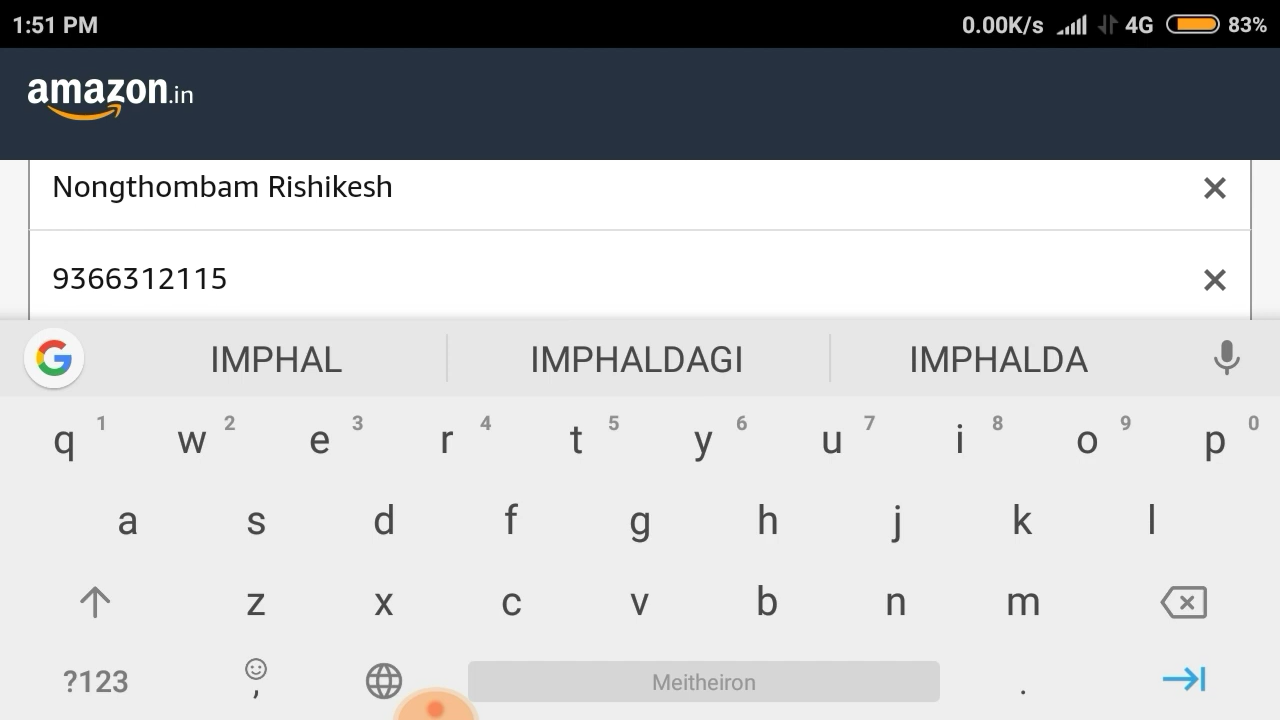 1:51 PM 0.00K/s 4G 83%
amazon.in
Nongthombam Rishikesh
9366312115
IMPHAL IMPHALDAGI IMPHALDA
q 1 w 2 e 3 r 4 t 5 y 6 u 7 i 8 o 9 p 0
a s d f g h j k l
z x c v b n m
?123 , Meitheiron .